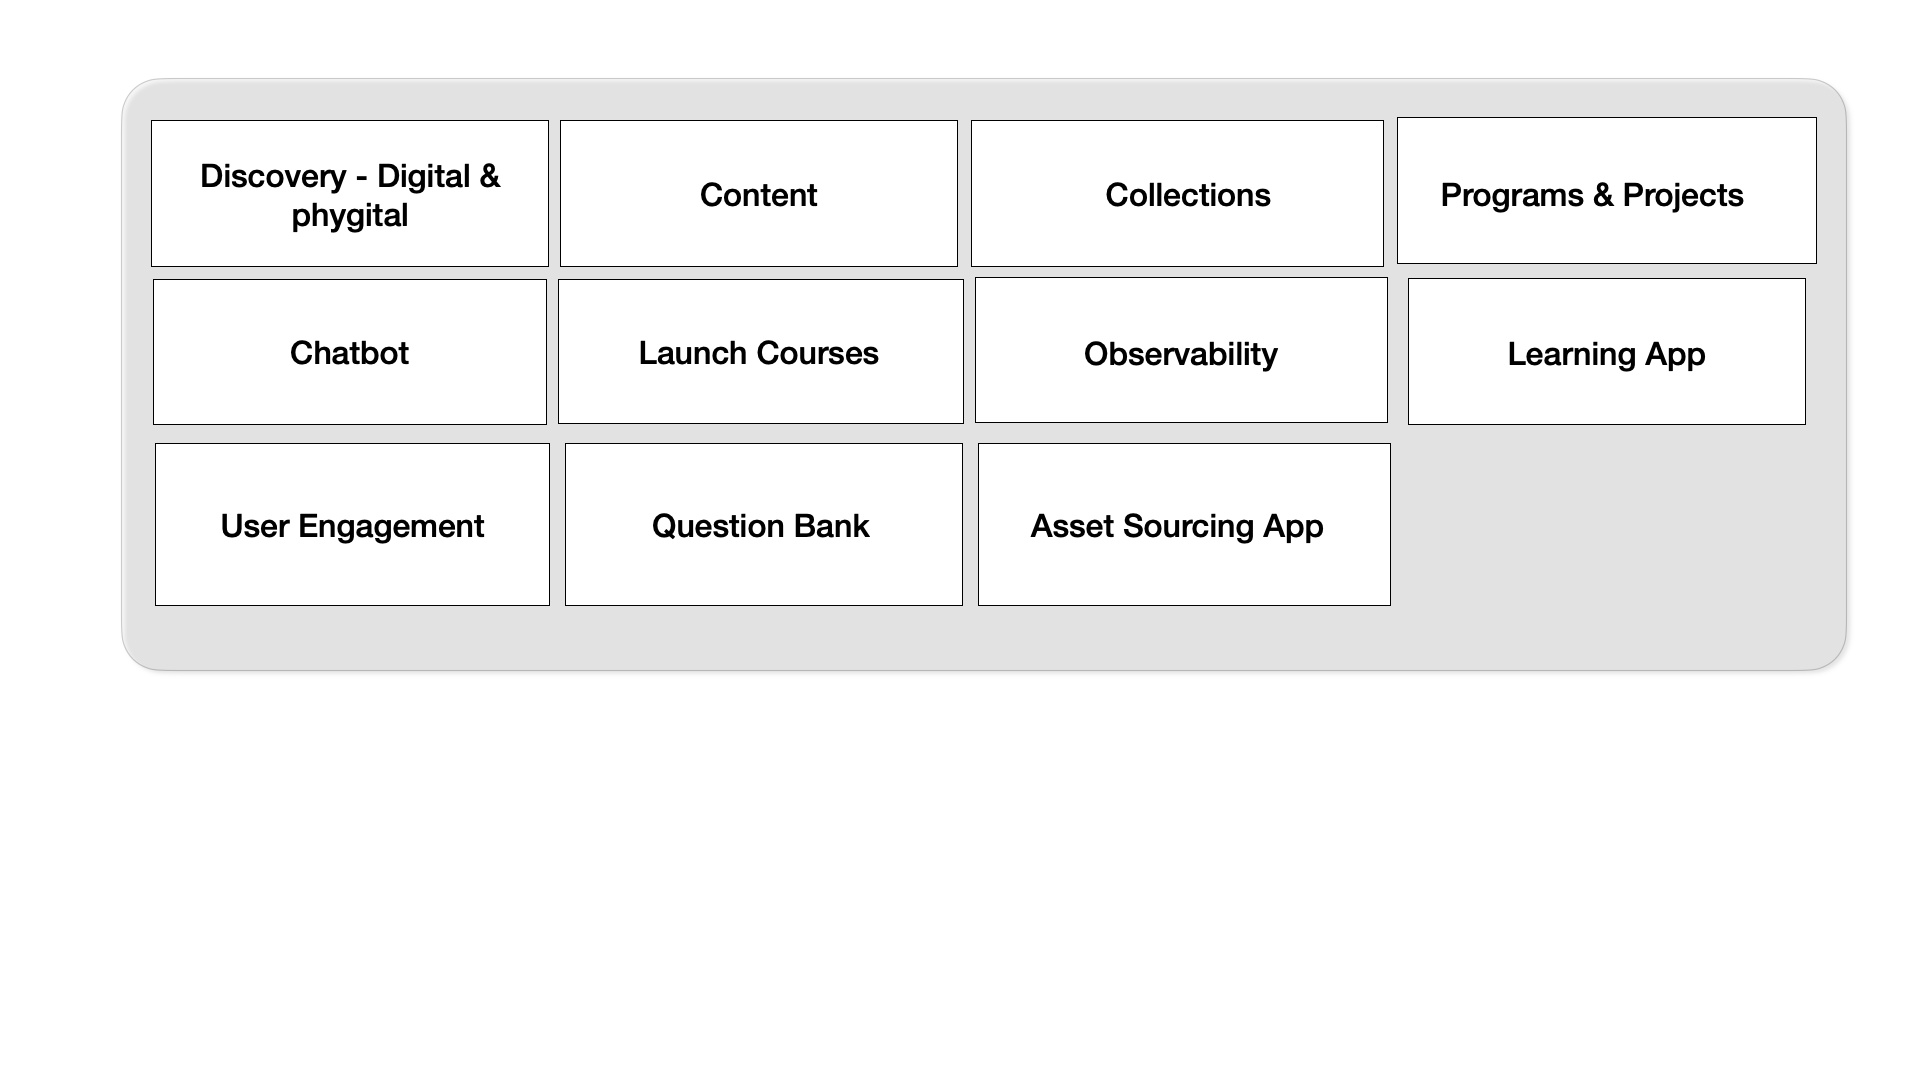 Discovery - Digital &
phygital
Content
Collections
Programs & Projects
Chatbot
Launch Courses
Observability
Learning App
User Engagement
Question Bank
Asset Sourcing App